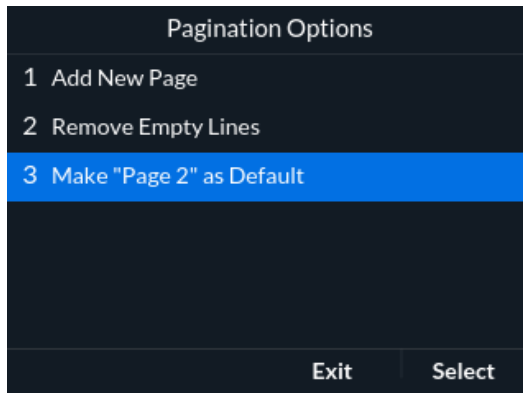 Pagination Options
1 Add New Page
2 Remove Empty Lines
3 Make "Page 2" as Default
Exit Select